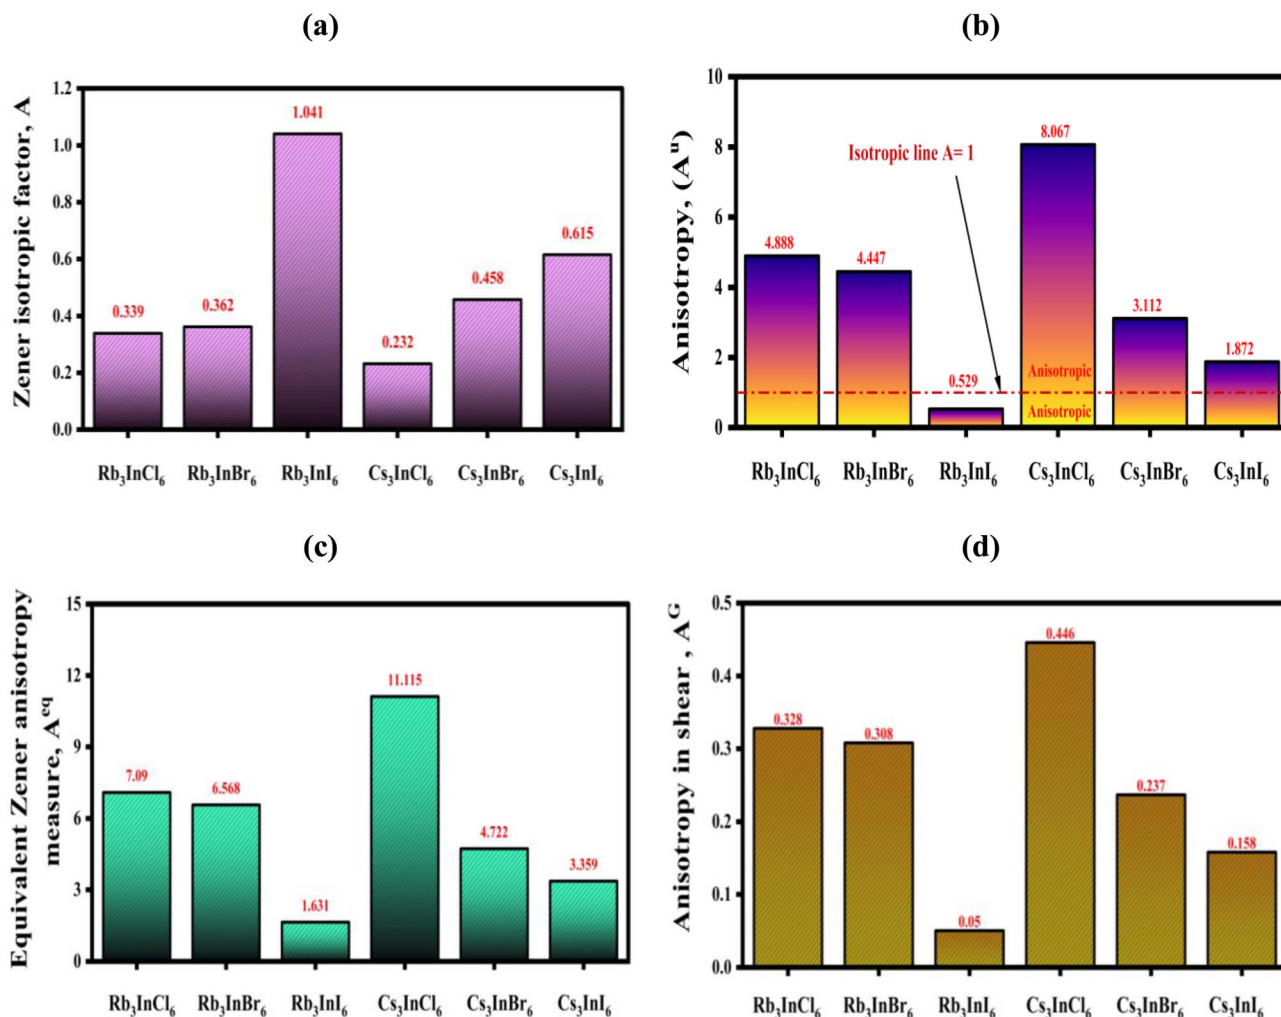 (a)
Zener isotropic factor, A
1.2
1.0
0.8
0.6
0.4
0.2
0.0
0.339
0.362
1.041
0.232
0.458
0.615
Rb₃InCl₆
Rb₃InBr₆
Rb₃InI₆
Cs₃InCl₆
Cs₃InBr₆
Cs₃InI₆
(b)
Anisotropy, (Aᵘ)
10
8
6
4
2
0
Isotropic line A= 1
4.888
4.447
0.529
8.067
3.112
1.872
Anisotropic
Anisotropic
Rb₃InCl₆
Rb₃InBr₆
Rb₃InI₆
Cs₃InCl₆
Cs₃InBr₆
Cs₃InI₆
(c)
Equivalent Zener anisotropy
measure, A^eq
15
12
9
6
3
0
7.09
6.568
1.631
11.115
4.722
3.359
Rb₃InCl₆
Rb₃InBr₆
Rb₃InI₆
Cs₃InCl₆
Cs₃InBr₆
Cs₃InI₆
(d)
Anisotropy in shear , A^G
0.5
0.4
0.3
0.2
0.1
0.0
0.328
0.308
0.05
0.446
0.237
0.158
Rb₃InCl₆
Rb₃InBr₆
Rb₃InI₆
Cs₃InCl₆
Cs₃InBr₆
Cs₃InI₆